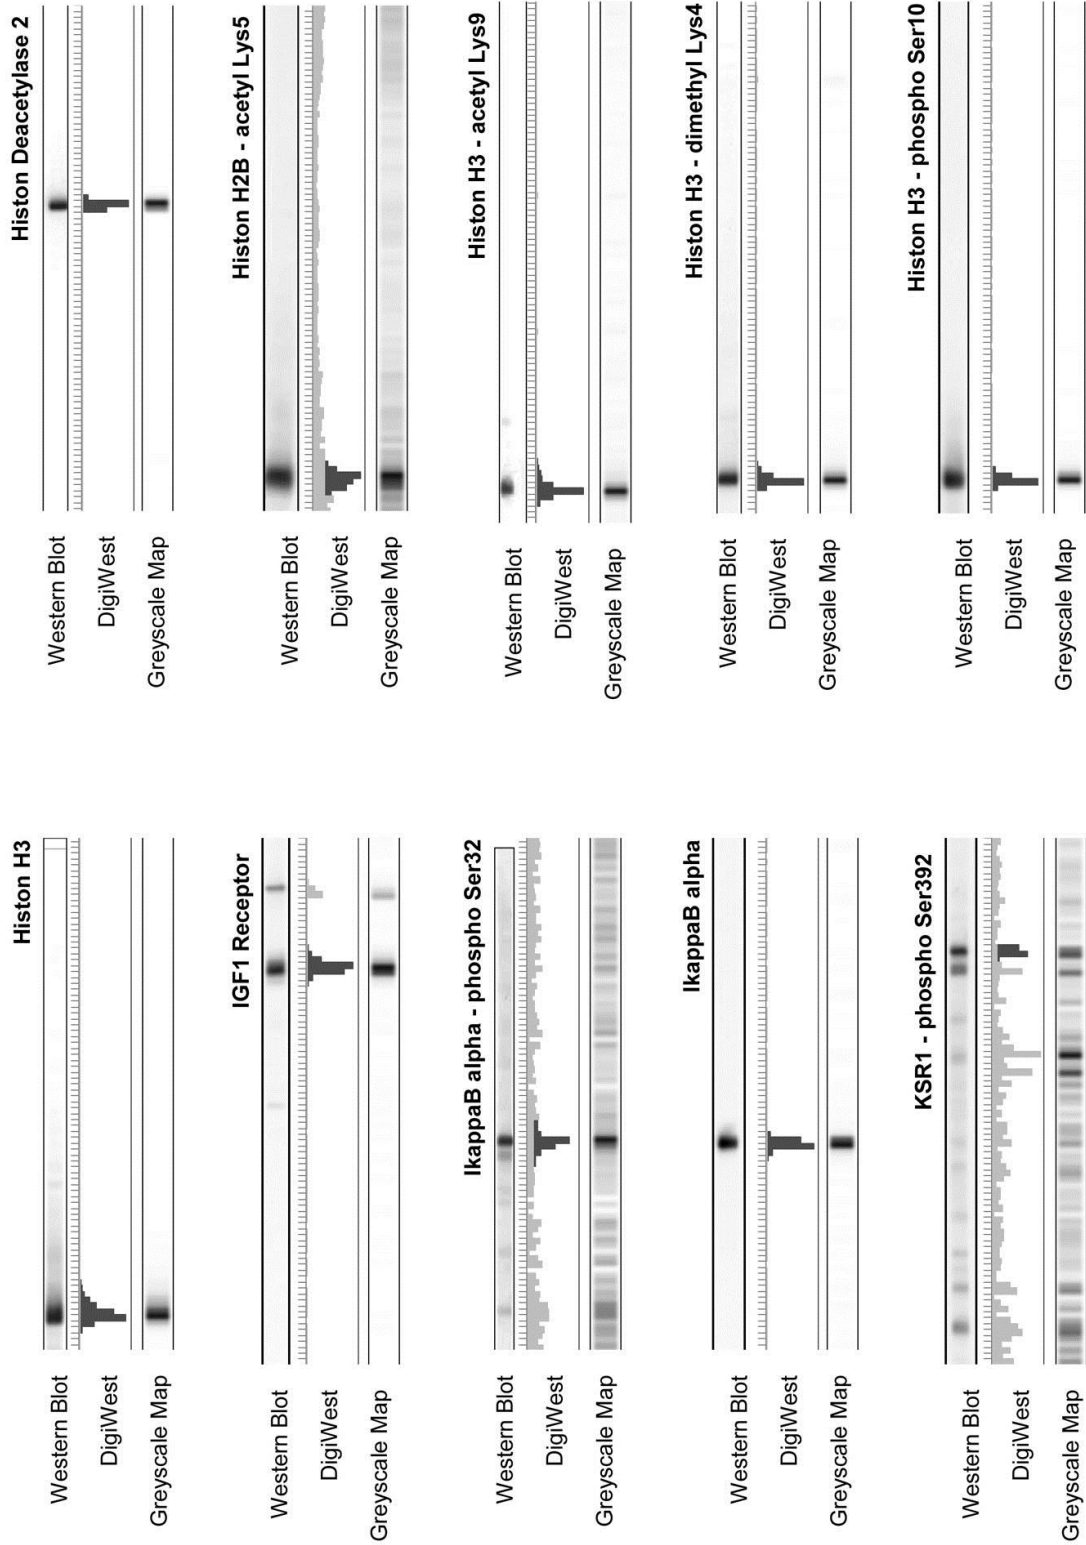 Histon H3
Western Blot
DigiWest
Greyscale Map
IGF1 Receptor
Western Blot
DigiWest
Greyscale Map
IkappaB alpha - phospho Ser32
Western Blot
DigiWest
Greyscale Map
IkappaB alpha
Western Blot
DigiWest
Greyscale Map
KSR1 - phospho Ser392
Western Blot
DigiWest
Greyscale Map
Histon Deacetylase 2
Western Blot
DigiWest
Greyscale Map
Histon H2B - acetyl Lys5
Western Blot
DigiWest
Greyscale Map
Histon H3 - acetyl Lys9
Western Blot
DigiWest
Greyscale Map
Histon H3 - dimethyl Lys4
Western Blot
DigiWest
Greyscale Map
Histon H3 - phospho Ser10
Western Blot
DigiWest
Greyscale Map